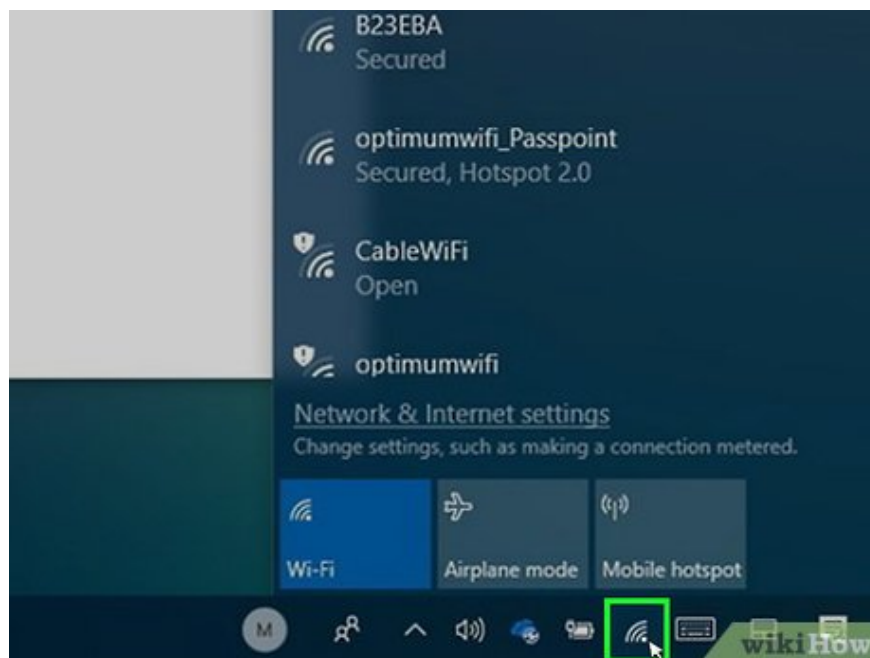 B23EBA
Secured
optimumwifi_Passpoint
Secured, Hotspot 2.0
CableWiFi
Open
optimumwifi
Network & Internet settings
Change settings, such as making a connection metered.
Wi-Fi
Airplane mode
Mobile hotspot
M
wikiHow